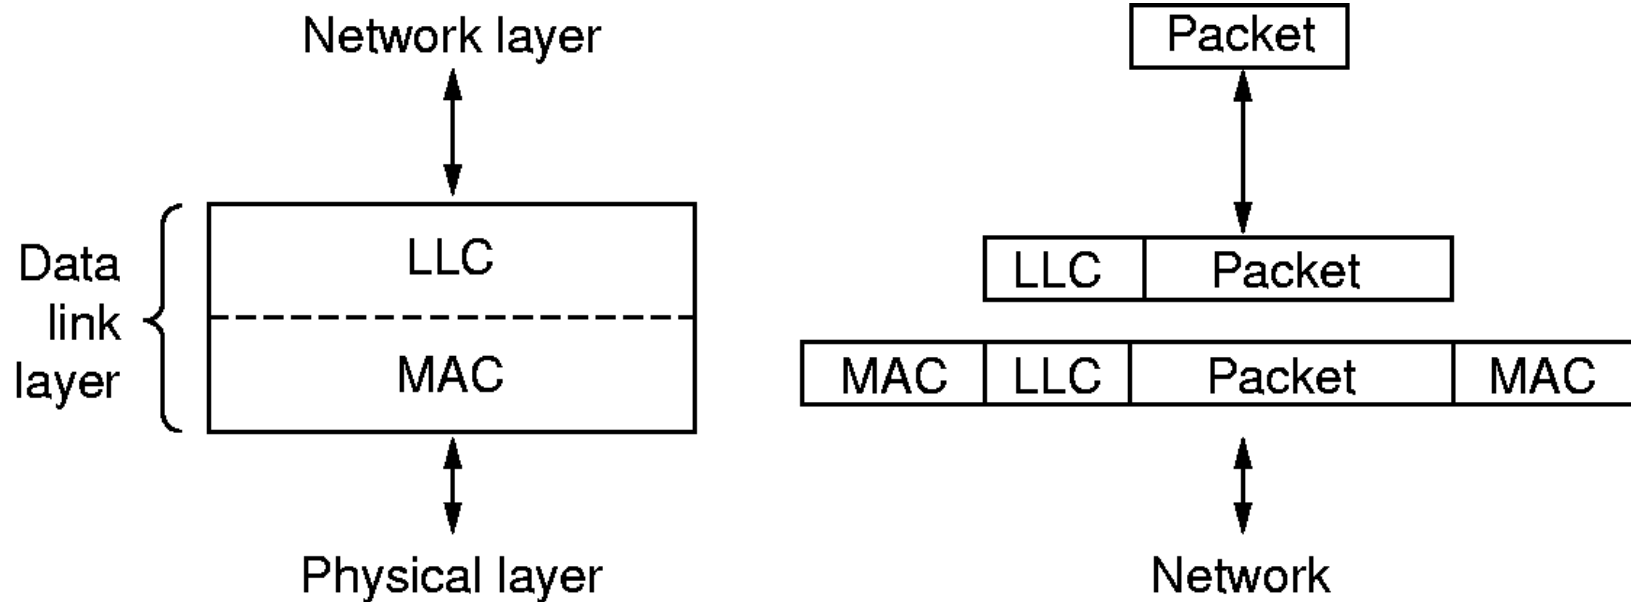 Network layer
Data
link
layer
LLC
MAC
Physical layer
Packet
LLC Packet
MAC LLC Packet MAC
Network